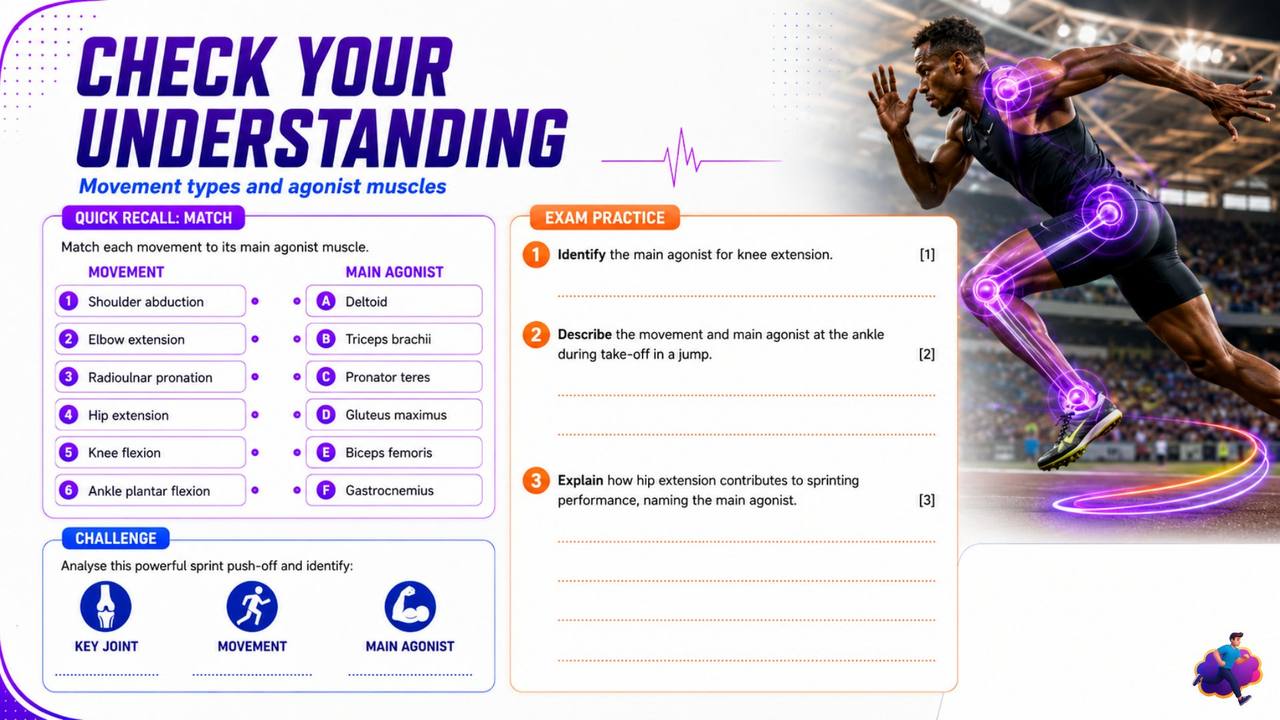 CHECK YOUR
UNDERSTANDING
Movement types and agonist muscles
QUICK RECALL: MATCH
Match each movement to its main agonist muscle.
MOVEMENT MAIN AGONIST
1 Shoulder abduction A Deltoid
2 Elbow extension B Triceps brachii
3 Radioulnar pronation C Pronator teres
4 Hip extension D Gluteus maximus
5 Knee flexion E Biceps femoris
6 Ankle plantar flexion F Gastrocnemius
CHALLENGE
Analyse this powerful sprint push-off and identify:
KEY JOINT MOVEMENT MAIN AGONIST
EXAM PRACTICE
1 Identify the main agonist for knee extension. [1]
2 Describe the movement and main agonist at the ankle
during take-off in a jump. [2]
3 Explain how hip extension contributes to sprinting
performance, naming the main agonist. [3]